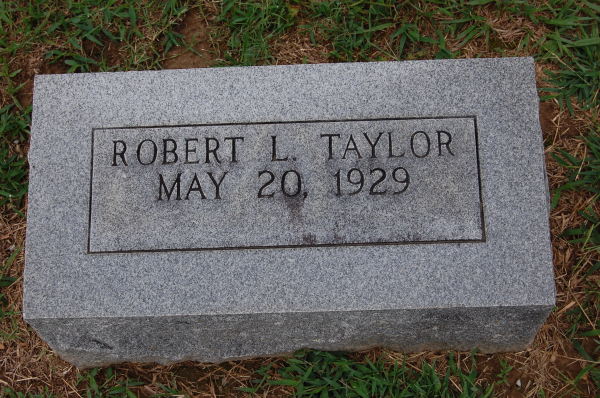 ROBERT L. TAYLOR
MAY 20, 1929